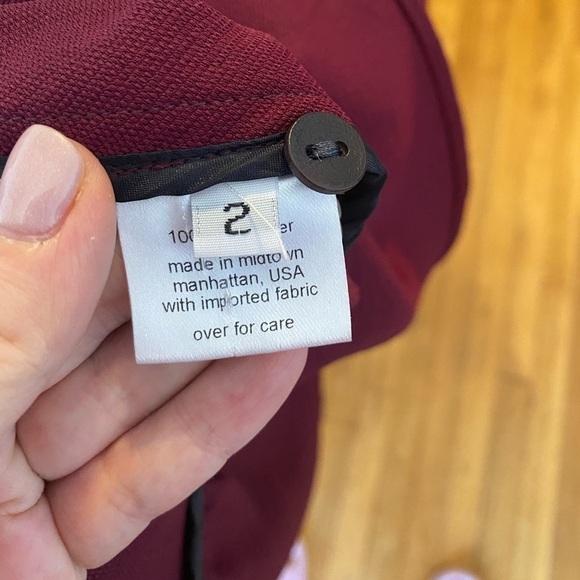 2
made in midtown
manhattan, USA
with imported fabric
over for care